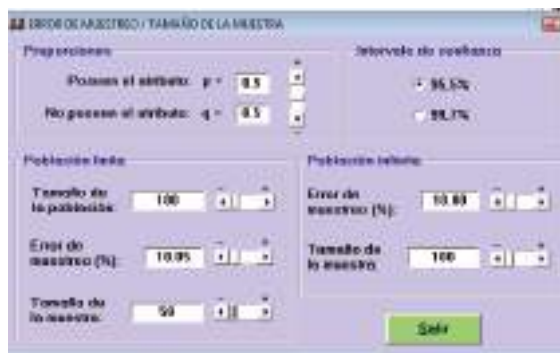 ERROR DE MUESTREO / TAMAÑO DE LA MUESTRA
Proporciones
Poseen el atributo: p = 0.5
No poseen el atributo: q = 0.5
Intervalo de confianza
95,5%
99,7%
Población finita
Tamaño de
la población: 100
Error de
muestreo (%): 10.05
Tamaño de
la muestra: 50
Población infinita
Error de
muestreo (%): 10.00
Tamaño de
la muestra: 100
Salir